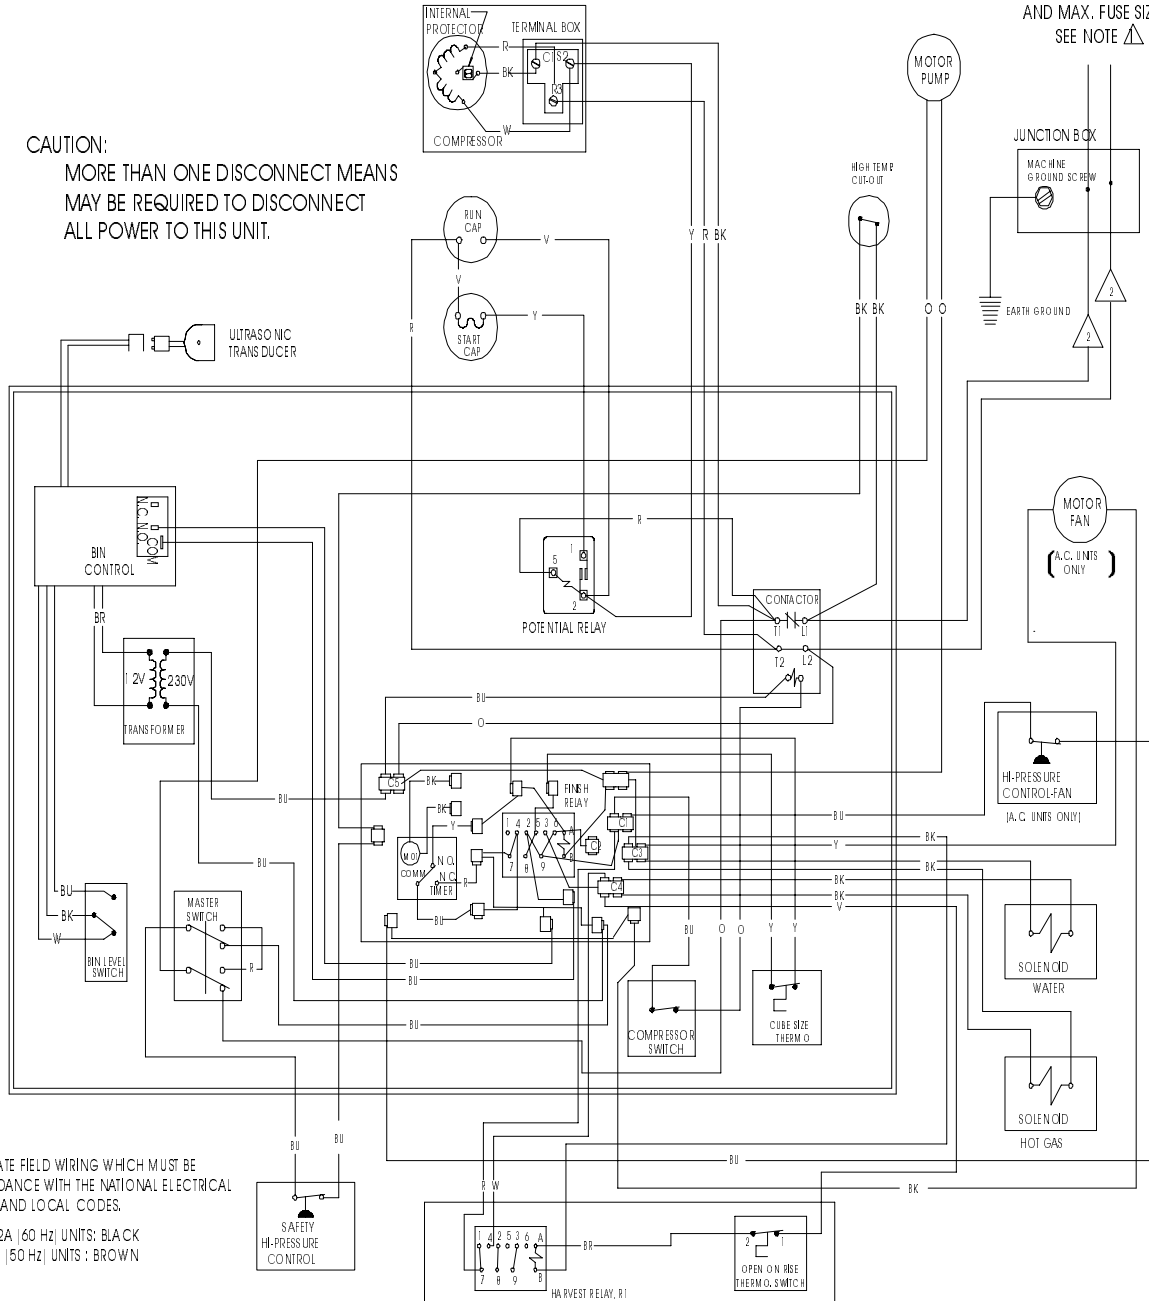 INTERNAL
PROTECTOR
TERMINAL BOX
R
C1 S2
BK
R3
W
COMPRESSOR
AND MAX. FUSE
SEE NOTE 1
MOTOR
PUMP
JUNCTION BOX
MACHINE
GROUND SCREW
CAUTION:
MORE THAN ONE DISCONNECT MEANS
MAY BE REQUIRED TO DISCONNECT
ALL POWER TO THIS UNIT.
HIGH TEMP
CUT-OUT
RUN
CAP
V
Y R BK
V
2
BK BK
O O
EARTH GROUND
R
Y
START
CAP
2
ULTRASONIC
TRANSDUCER
N.C. N.O. COM
BIN
CONTROL
MOTOR
FAN
(A.C. UNITS
ONLY)
R
1
5
2
POTENTIAL RELAY
CONTACTOR
T1 L1
T2 L2
BR
12V 230V
TRANSFORMER
BU
O
HI-PRESSURE
CONTROL-FAN
(A.C. UNITS ONLY)
C5
BK
FINISH
RELAY
BU
BK
1 4 2 5 3 6 A
C1
BU
Y
BK
Y
C2
C3
BK
MOT
N.O.
COMM
N.C.
TIMER
R
7 8 9 B
C4
BK
BK
V
BU
BU
BU
BK
W
BIN LEVEL
SWITCH
MASTER
SWITCH
R
BU
BU O O Y Y
BU
BU
BU
SOLENOID
WATER
COMPRESSOR
SWITCH
CUBE SIZE
THERMO
SOLENOID
HOT GAS
BU
BU
BU
BK
R W
ATE FIELD WIRING WHICH MUST BE
DANCE WITH THE NATIONAL ELECTRICAL
AND LOCAL CODES.
2A (60 Hz) UNITS: BLACK
(50 Hz) UNITS : BROWN
SAFETY
HI-PRESSURE
CONTROL
1 4 2 5 3 6 A
BR
7 8 9 B
HARVEST RELAY, R1
2 1
OPEN ON RISE
THERMO. SWITCH